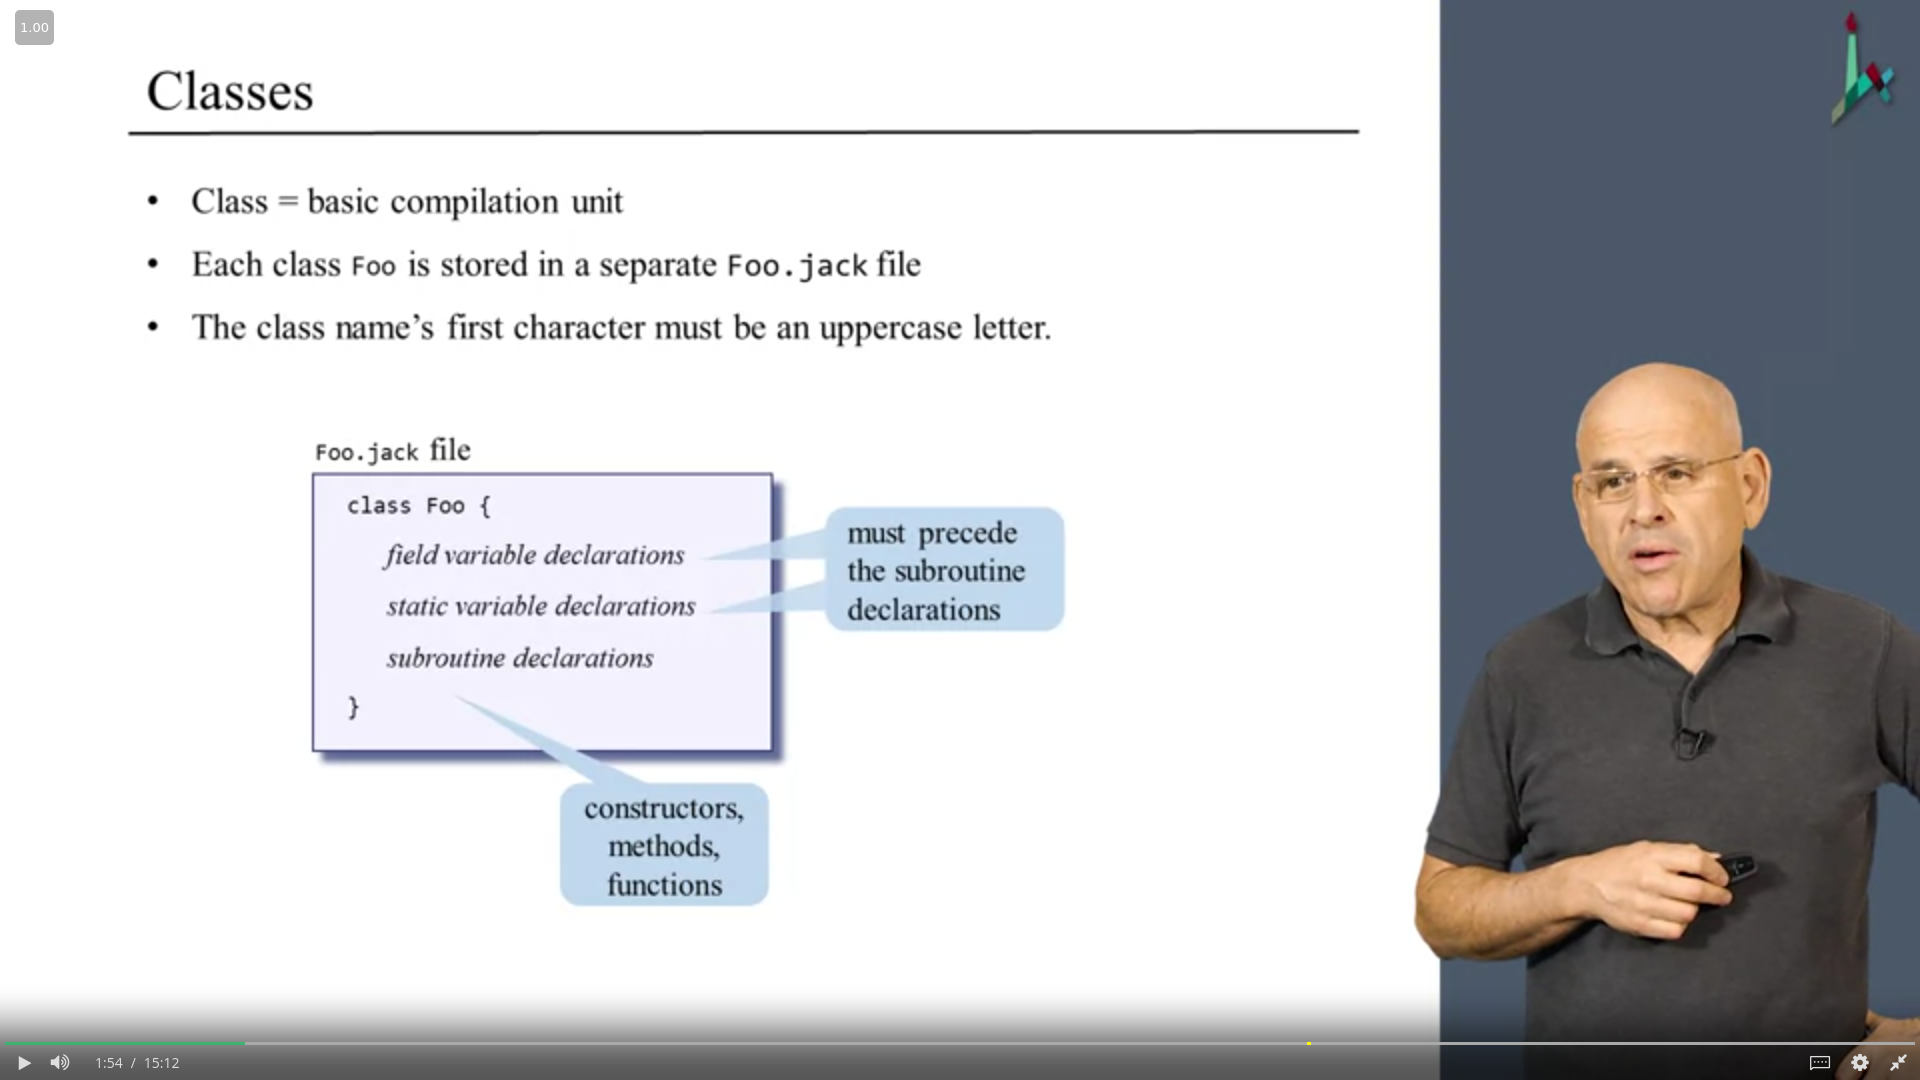 1.00
Classes
• Class = basic compilation unit
• Each class Foo is stored in a separate Foo.jack file
• The class name’s first character must be an uppercase letter.
Foo.jack file
class Foo {
field variable declarations
static variable declarations
subroutine declarations
}
must precede
the subroutine
declarations
constructors,
methods,
functions
1:54 / 15:12